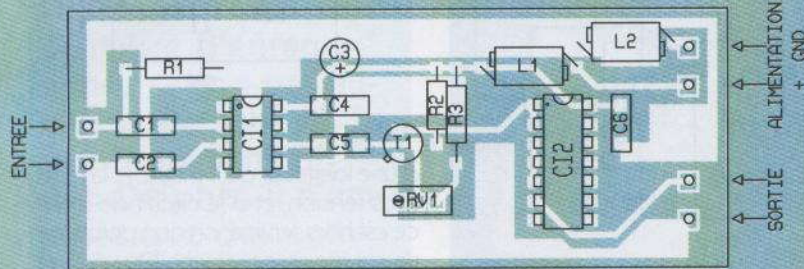 ENTREE
R1
C1
C2
CI1
C3
+
C4
C5
T1
R2
R3
RV1
L1
L2
CI2
C6
ALIMENTATION
+ GND
SORTIE